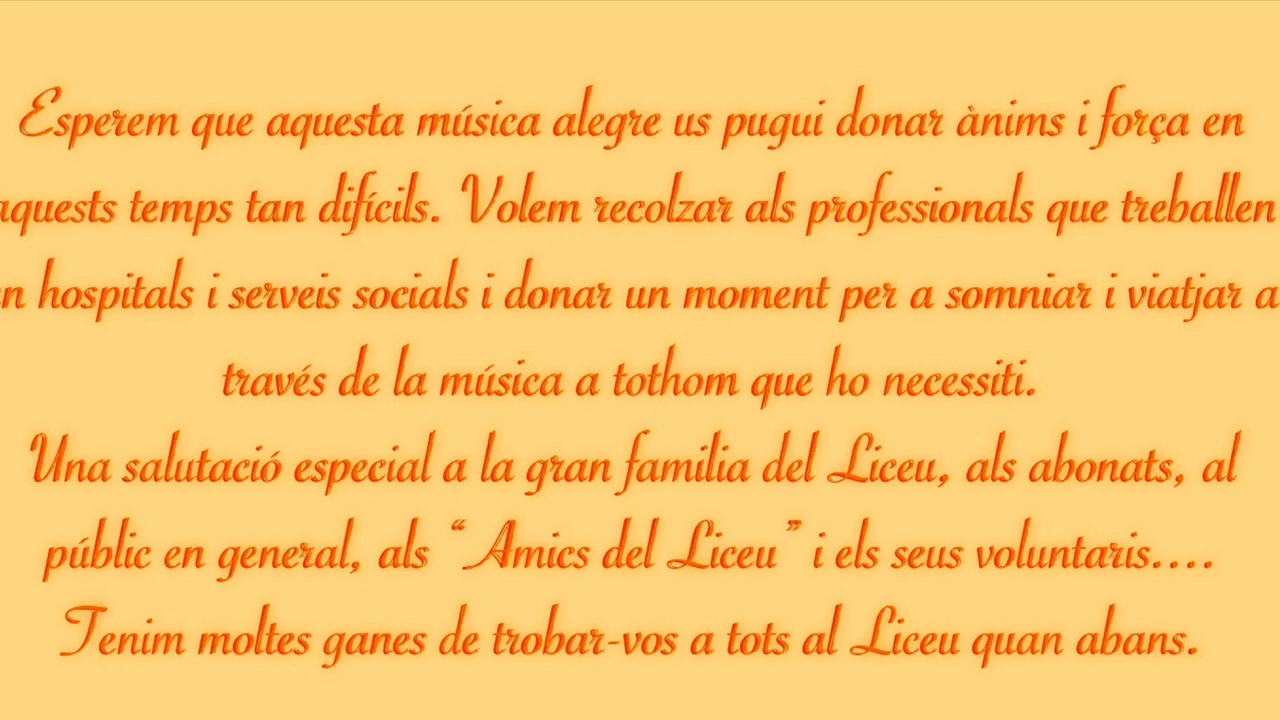 Esperem que aquesta música alegre us pugui donar ànims i força en
aquests temps tan difícils. Volem recolzar als professionals que treballen
en hospitals i serveis socials i donar un moment per a somniar i viatjar a
través de la música a tothom que ho necessiti.
Una salutació especial a la gran familia del Liceu, als abonats, al
públic en general, als “Amics del Liceu” i els seus voluntaris....
Tenim moltes ganes de trobar-vos a tots al Liceu quan abans.